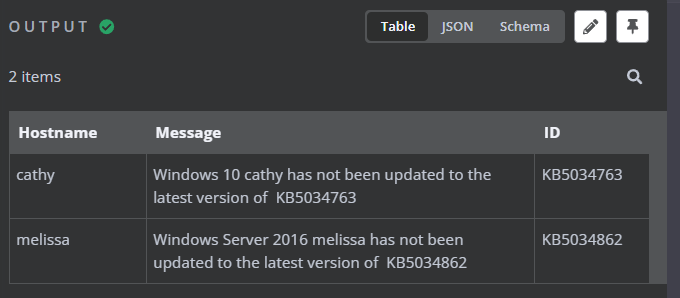 OUTPUT
Table JSON Schema
2 items
Hostname Message ID
cathy Windows 10 cathy has not been updated to the KB5034763
latest version of  KB5034763
melissa Windows Server 2016 melissa has not been KB5034862
updated to the latest version of  KB5034862